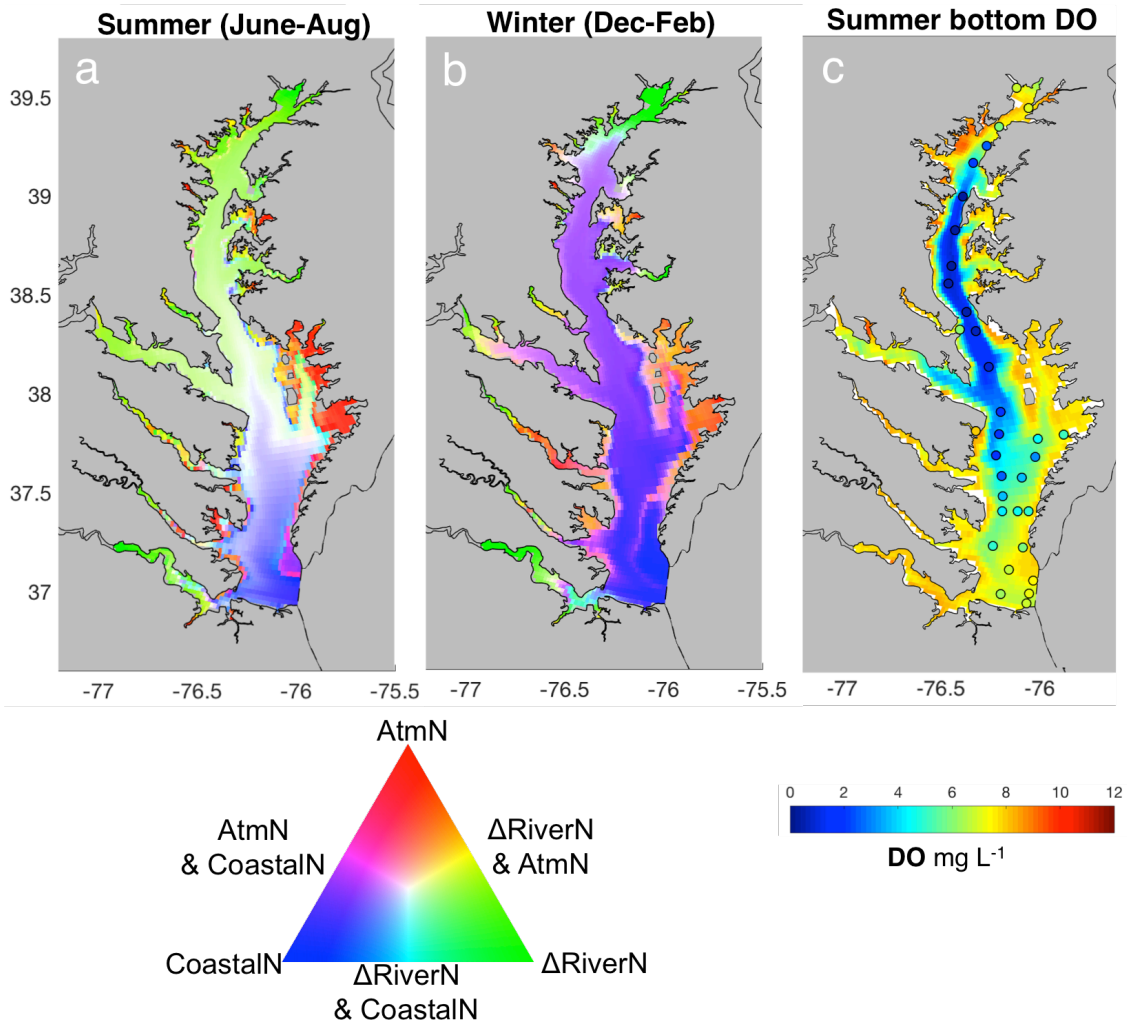 Summer (June-Aug)
Winter (Dec-Feb)
Summer bottom DO
a
b
c
39.5
39
38.5
38
37.5
37
-77
-76.5
-76
-75.5
-77
-76.5
-76
-75.5
-77
-76.5
-76
AtmN
AtmN
& CoastalN
ΔRiverN
& AtmN
CoastalN
ΔRiverN
& CoastalN
ΔRiverN
0 2 4 6 8 10 12
DO mg L⁻¹